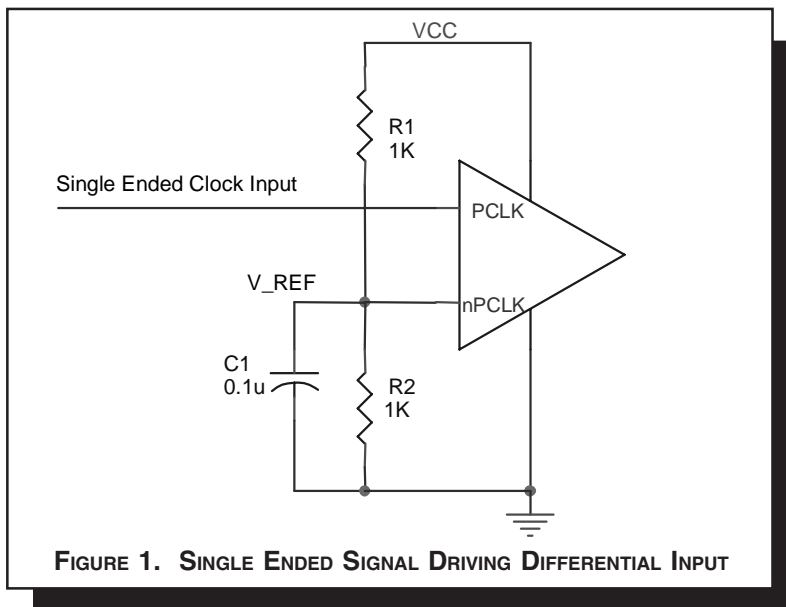 VCC
R1
1K
Single Ended Clock Input
PCLK
V_REF
nPCLK
C1
0.1u
R2
1K
FIGURE 1. SINGLE ENDED SIGNAL DRIVING DIFFERENTIAL INPUT